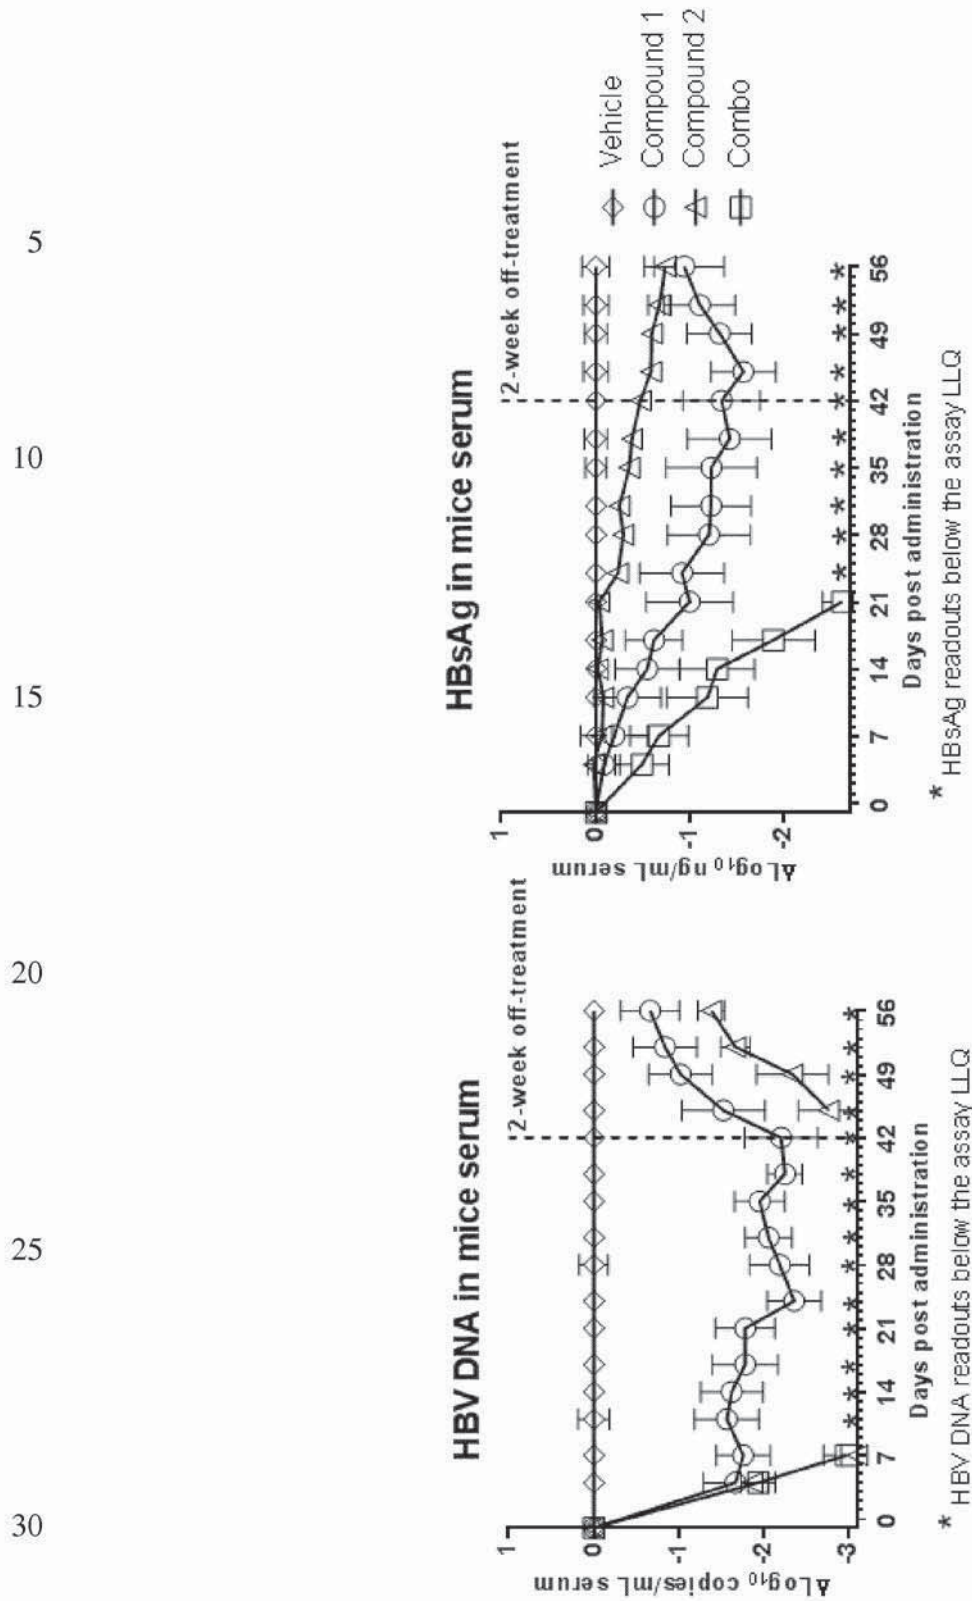 5
10
15
20
25
30
HBV DNA in mice serum
2-week off-treatment
ΔLog₁₀ copies/mL serum
1
0
-1
-2
-3
0 7 14 21 28 35 42 49 56
* * * * * * * * * * * * * *
Days post administration
* HBV DNA readouts below the assay LLQ
HBsAg in mice serum
2-week off-treatment
ΔLog₁₀ ng/mL serum
1
0
-1
-2
0 7 14 21 28 35 42 49 56
* * * * * * * * * *
Days post administration
* HBsAg readouts below the assay LLQ
Vehicle
Compound 1
Compound 2
Combo